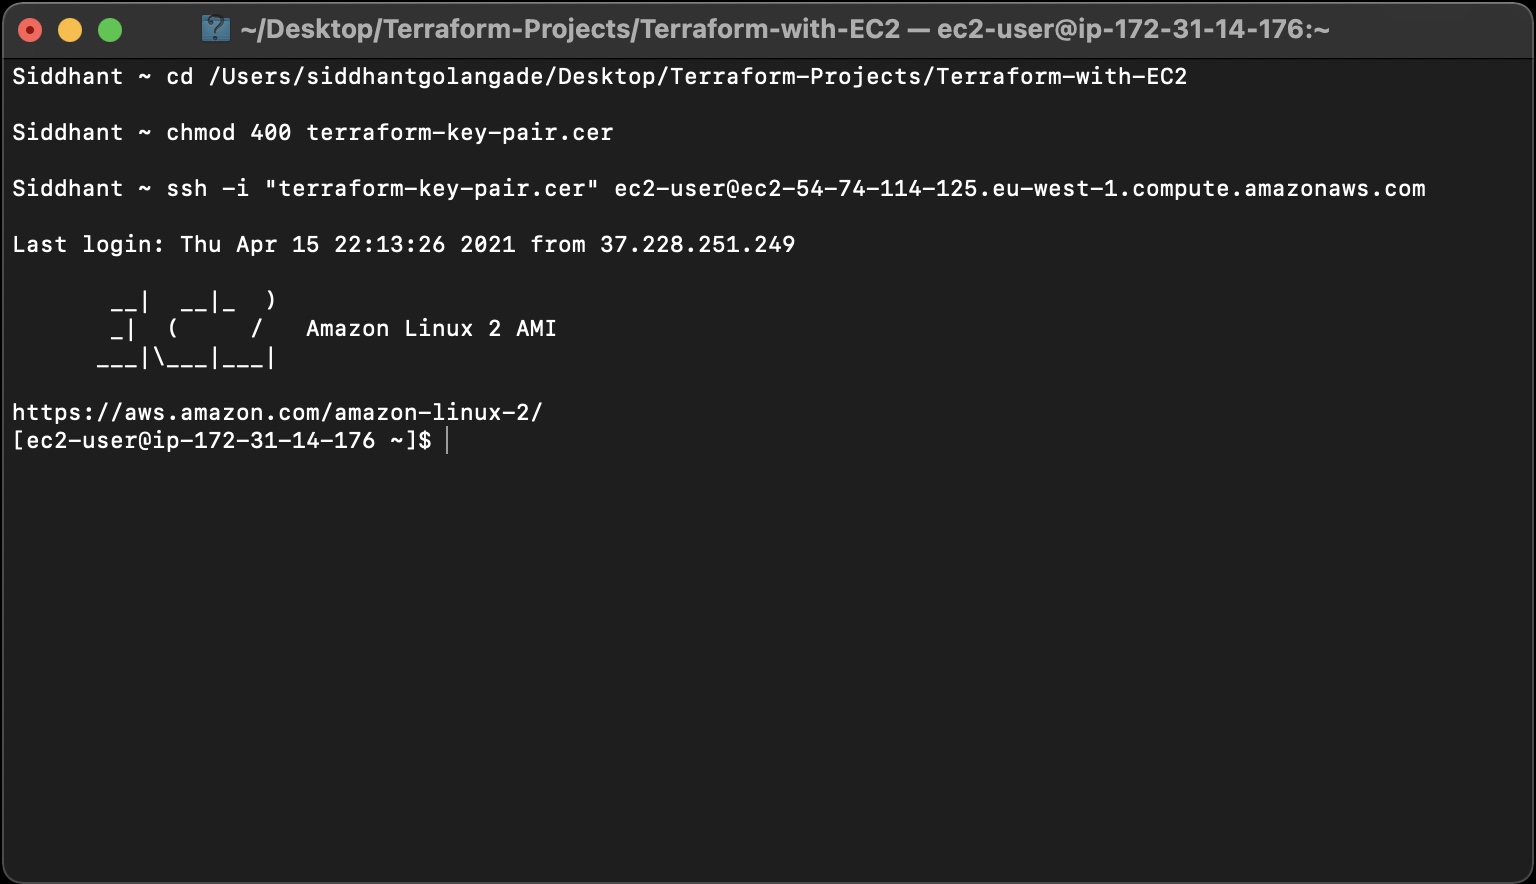 ~/Desktop/Terraform-Projects/Terraform-with-EC2 — ec2-user@ip-172-31-14-176:~
Siddhant ~ cd /Users/siddhantgolangade/Desktop/Terraform-Projects/Terraform-with-EC2
Siddhant ~ chmod 400 terraform-key-pair.cer
Siddhant ~ ssh -i "terraform-key-pair.cer" ec2-user@ec2-54-74-114-125.eu-west-1.compute.amazonaws.com
Last login: Thu Apr 15 22:13:26 2021 from 37.228.251.249
       __|  __|_  )
       _|  (     /   Amazon Linux 2 AMI
      ___|\___|___|
https://aws.amazon.com/amazon-linux-2/
[ec2-user@ip-172-31-14-176 ~]$